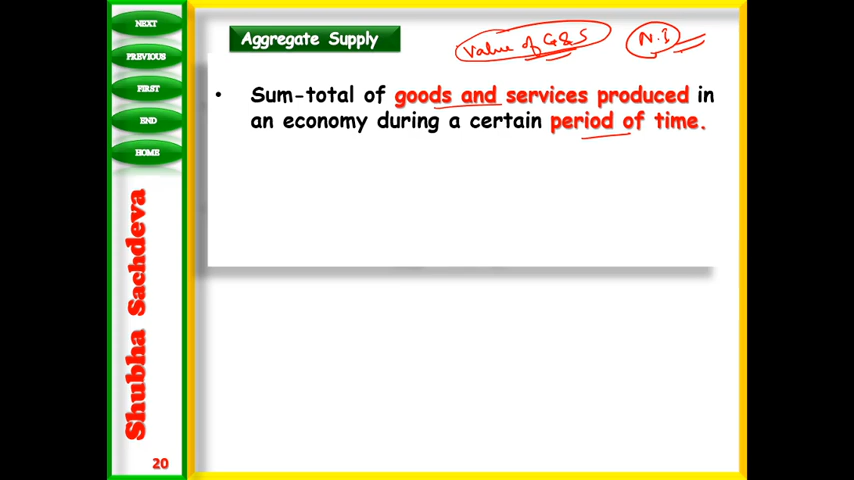 NEXT
PREVIOUS
FIRST
END
HOME
Shubha Sachdeva
20
Aggregate Supply
Value of G & S
N.I
• Sum-total of goods and services produced in
an economy during a certain period of time.